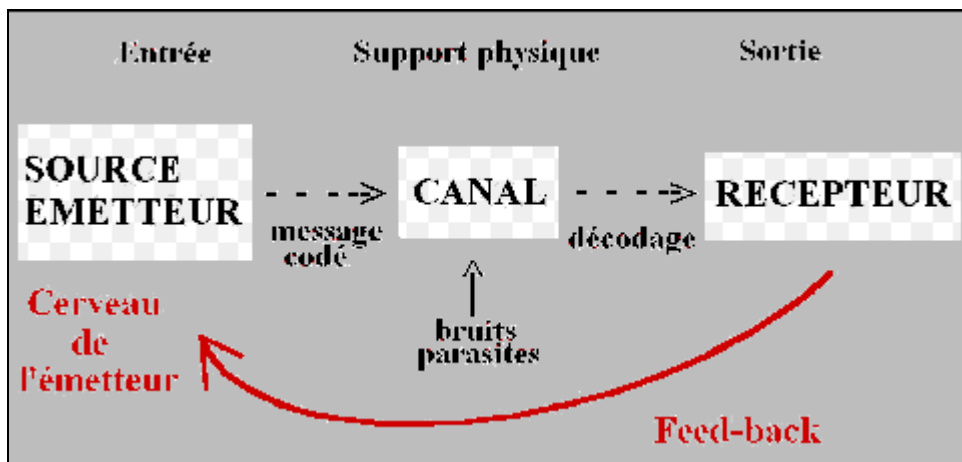 Entrée Support physique Sortie
SOURCE
EMETTEUR
CANAL
RECEPTEUR
message
codé
décodage
bruits
parasites
Cerveau
de
l'émetteur
Feed-back